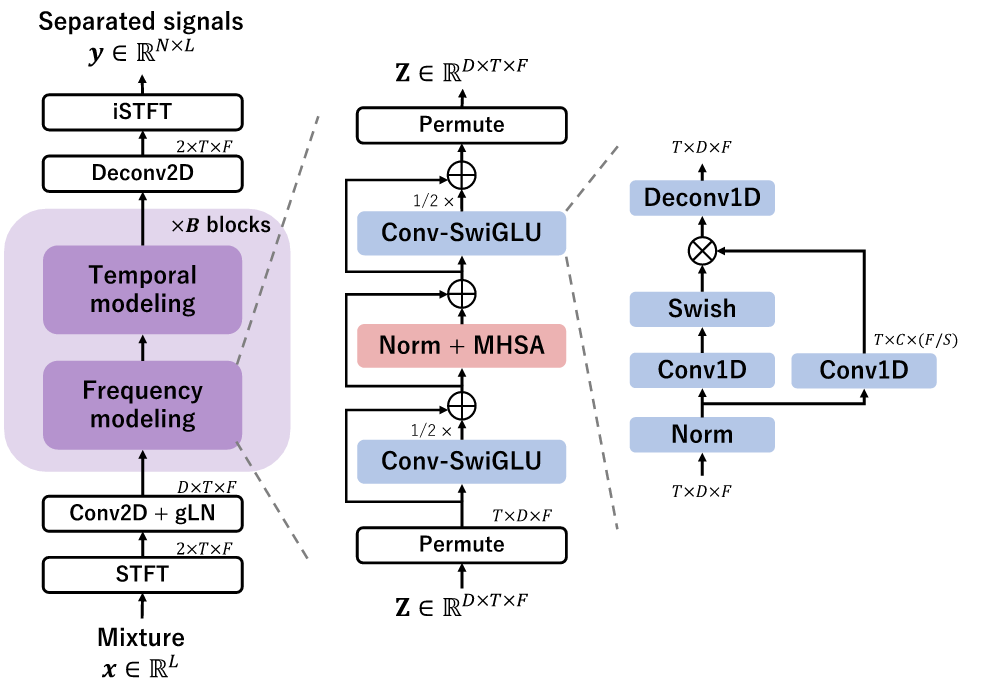 Separated signals
y ∈ ℝ^{N×L}
iSTFT
2×T×F
Deconv2D
×B blocks
Temporal
modeling
Frequency
modeling
D×T×F
Conv2D + gLN
2×T×F
STFT
Mixture
x ∈ ℝ^L
Z ∈ ℝ^{D×T×F}
Permute
1/2 ×
Conv-SwiGLU
Norm + MHSA
1/2 ×
Conv-SwiGLU
T×D×F
Permute
Z ∈ ℝ^{D×T×F}
T×D×F
Deconv1D
Swish
T×C×(F/S)
Conv1D
Conv1D
Norm
T×D×F